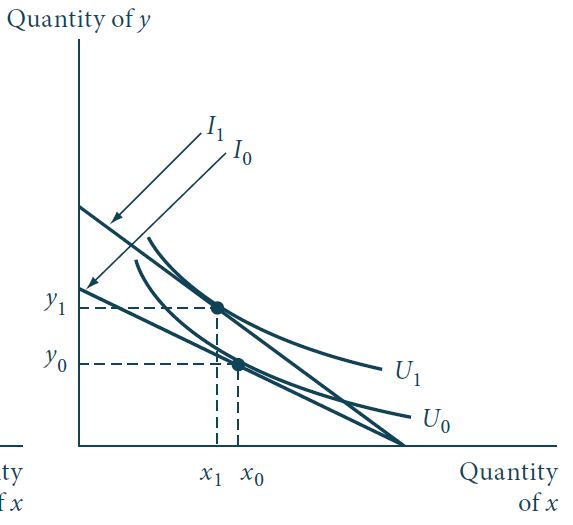 Quantity of y
I₁
I₀
y₁
y₀
U₁
U₀
x₁ x₀
ty
f x
Quantity
of x